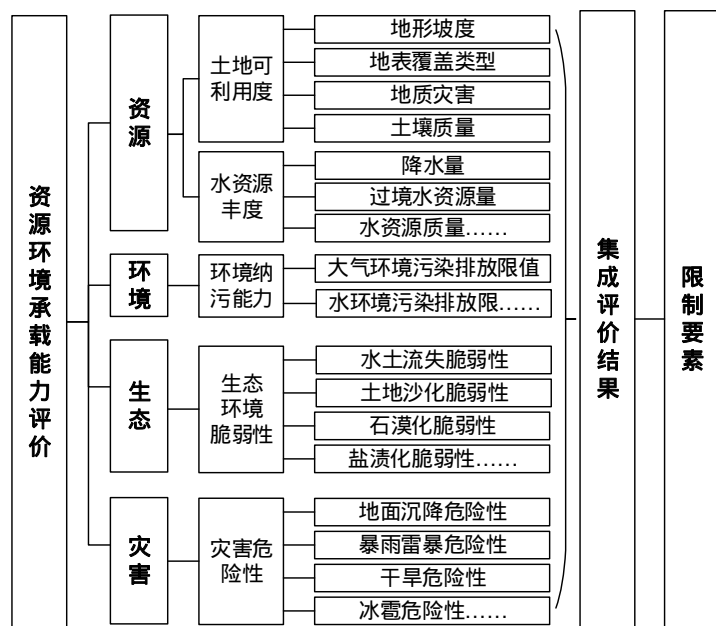 资源环境承载能力评价
资源
土地可
利用度
地形坡度
地表覆盖类型
地质灾害
土壤质量
水资源
丰度
降水量
过境水资源量
水资源质量……
环境
环境纳
污能力
大气环境污染排放限值
水环境污染排放限……
生态
生态
环境
脆弱性
水土流失脆弱性
土地沙化脆弱性
石漠化脆弱性
盐渍化脆弱性……
灾害
灾害危
险性
地面沉降危险性
暴雨雷暴危险性
干旱危险性
冰雹危险性……
集成评价结果
限制要素